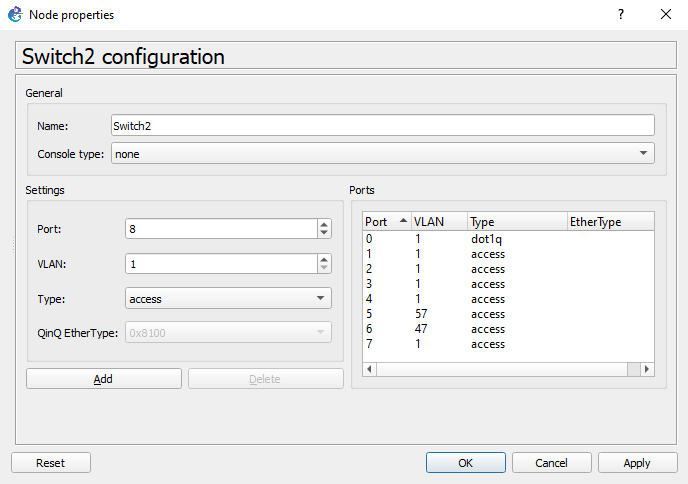 Node properties
Switch2 configuration
General
Name: Switch2
Console type: none
Settings
Port: 8
VLAN: 1
Type: access
QinQ EtherType: 0x8100
Add Delete
Ports
Port VLAN Type EtherType
0 1 dot1q
1 1 access
2 1 access
3 1 access
4 1 access
5 57 access
6 47 access
7 1 access
Reset OK Cancel Apply